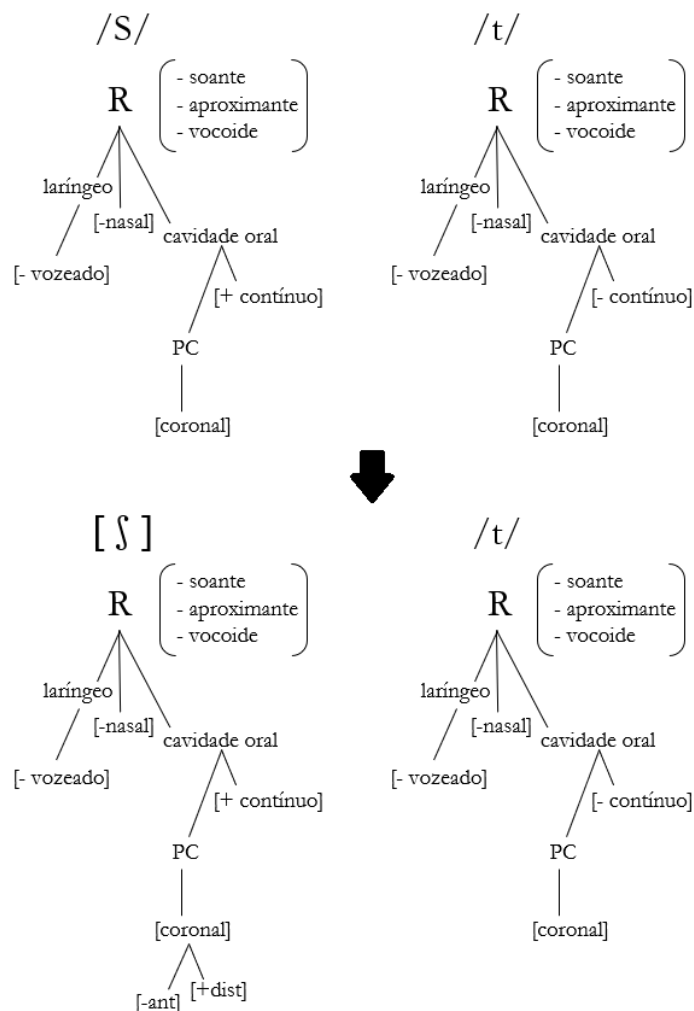 /S/ /t/
R - soante R - soante
- aproximante - aproximante
- vocoide - vocoide
laríngeo laríngeo
[-nasal] [-nasal]
cavidade oral cavidade oral
[- vozeado] [- vozeado]
[+ contínuo] [- contínuo]
PC PC
[coronal] [coronal]
[ ʃ ] /t/
R - soante R - soante
- aproximante - aproximante
- vocoide - vocoide
laríngeo laríngeo
[-nasal] [-nasal]
cavidade oral cavidade oral
[- vozeado] [- vozeado]
[+ contínuo] [- contínuo]
PC PC
[coronal] [coronal]
[-ant] [+dist]